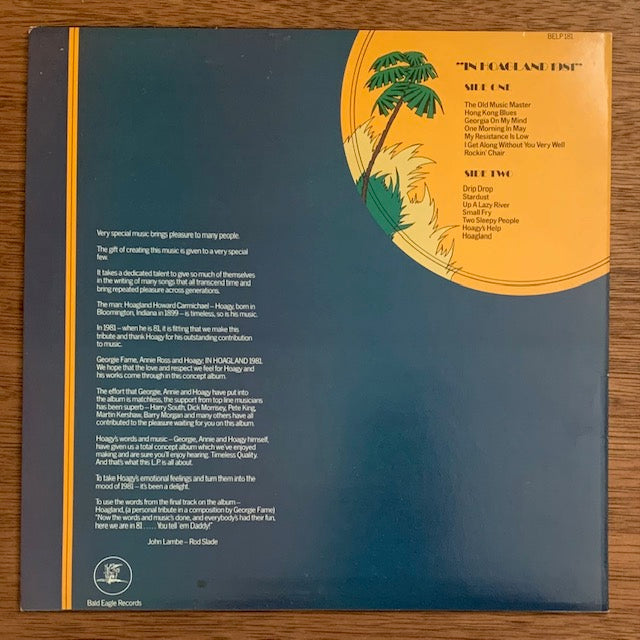 BELP 181
"IN HOAGLAND 1981"
SIDE ONE
The Old Music Master
Hong Kong Blues
Georgia On My Mind
One Morning In May
My Resistance Is Low
I Get Along Without You Very Well
Rockin' Chair
SIDE TWO
Drip Drop
Stardust
Up A Lazy River
Small Fry
Two Sleepy People
Hoagy's Help
Hoagland
Very special music brings pleasure to many people.
The gift of creating this music is given to a very special
few.
It takes a dedicated talent to give so much of themselves
in the writing of many songs that all transcend time and
bring repeated pleasure across generations.
The man: Hoagland Howard Carmichael – Hoagy, born in
Bloomington, Indiana in 1899 – is timeless, so is his music.
In 1981 – when he is 81, it is fitting that we make this
tribute and thank Hoagy for his outstanding contribution
to music.
Georgie Fame, Annie Ross and Hoagy; IN HOAGLAND 1981.
We hope that the love and respect we feel for Hoagy and
his works come through in this concept album.
The effort that Georgie, Annie and Hoagy have put into
the album is matchless, the support from top line musicians
has been superb – Harry South, Dick Morrisey, Pete King,
Martin Kershaw, Barry Morgan and many others have all
contributed to the pleasure waiting for you on this album.
Hoagy's words and music – Georgie, Annie and Hoagy himself,
have given us a total concept album which we've enjoyed
making and are sure you'll enjoy hearing. Timeless Quality.
And that's what this L.P. is all about.
To take Hoagy's emotional feelings and turn them into the
mood of 1981 – it's been a delight.
To use the words from the final track on the album –
Hoagland, (a personal tribute in a composition by Georgie Fame)
"Now the words and music's done, and everybody's had their fun,
here we are in 81 ..... You tell 'em Daddy!"
John Lambe – Rod Slade
Bald Eagle Records